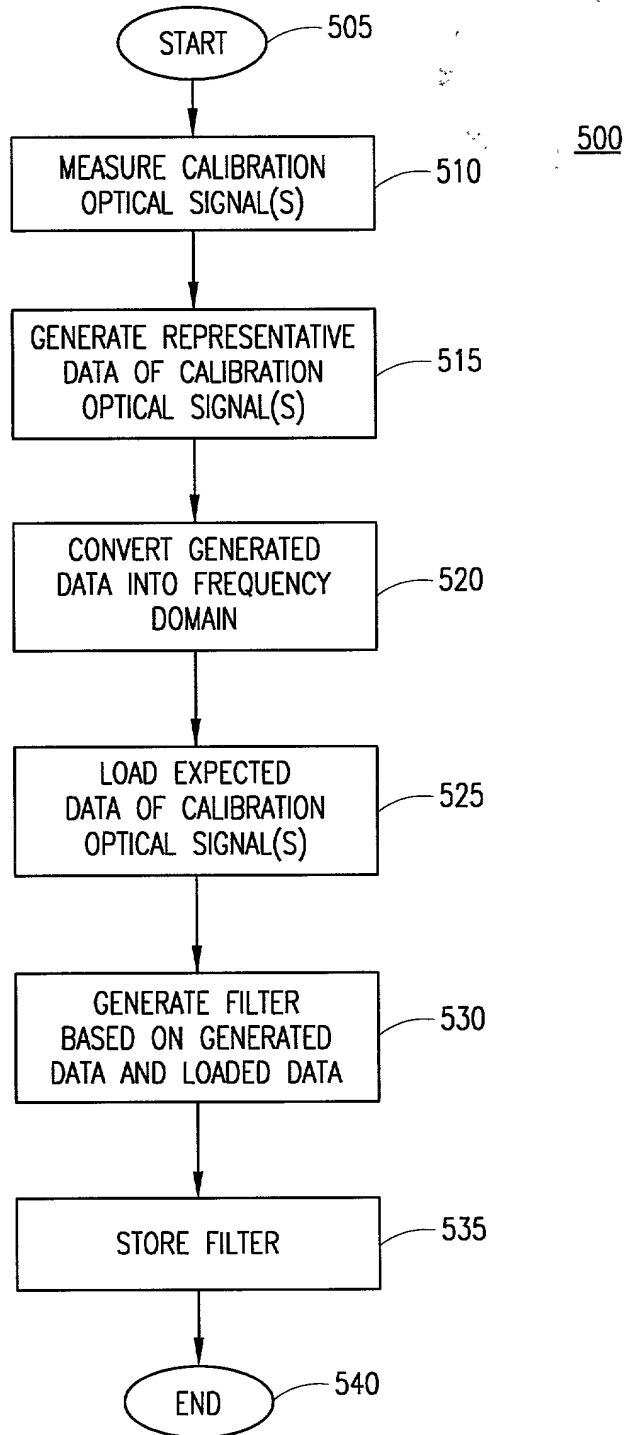 START
505
500
MEASURE CALIBRATION
OPTICAL SIGNAL(S)
510
GENERATE REPRESENTATIVE
DATA OF CALIBRATION
OPTICAL SIGNAL(S)
515
CONVERT GENERATED
DATA INTO FREQUENCY
DOMAIN
520
LOAD EXPECTED
DATA OF CALIBRATION
OPTICAL SIGNAL(S)
525
GENERATE FILTER
BASED ON GENERATED
DATA AND LOADED DATA
530
STORE FILTER
535
END
540